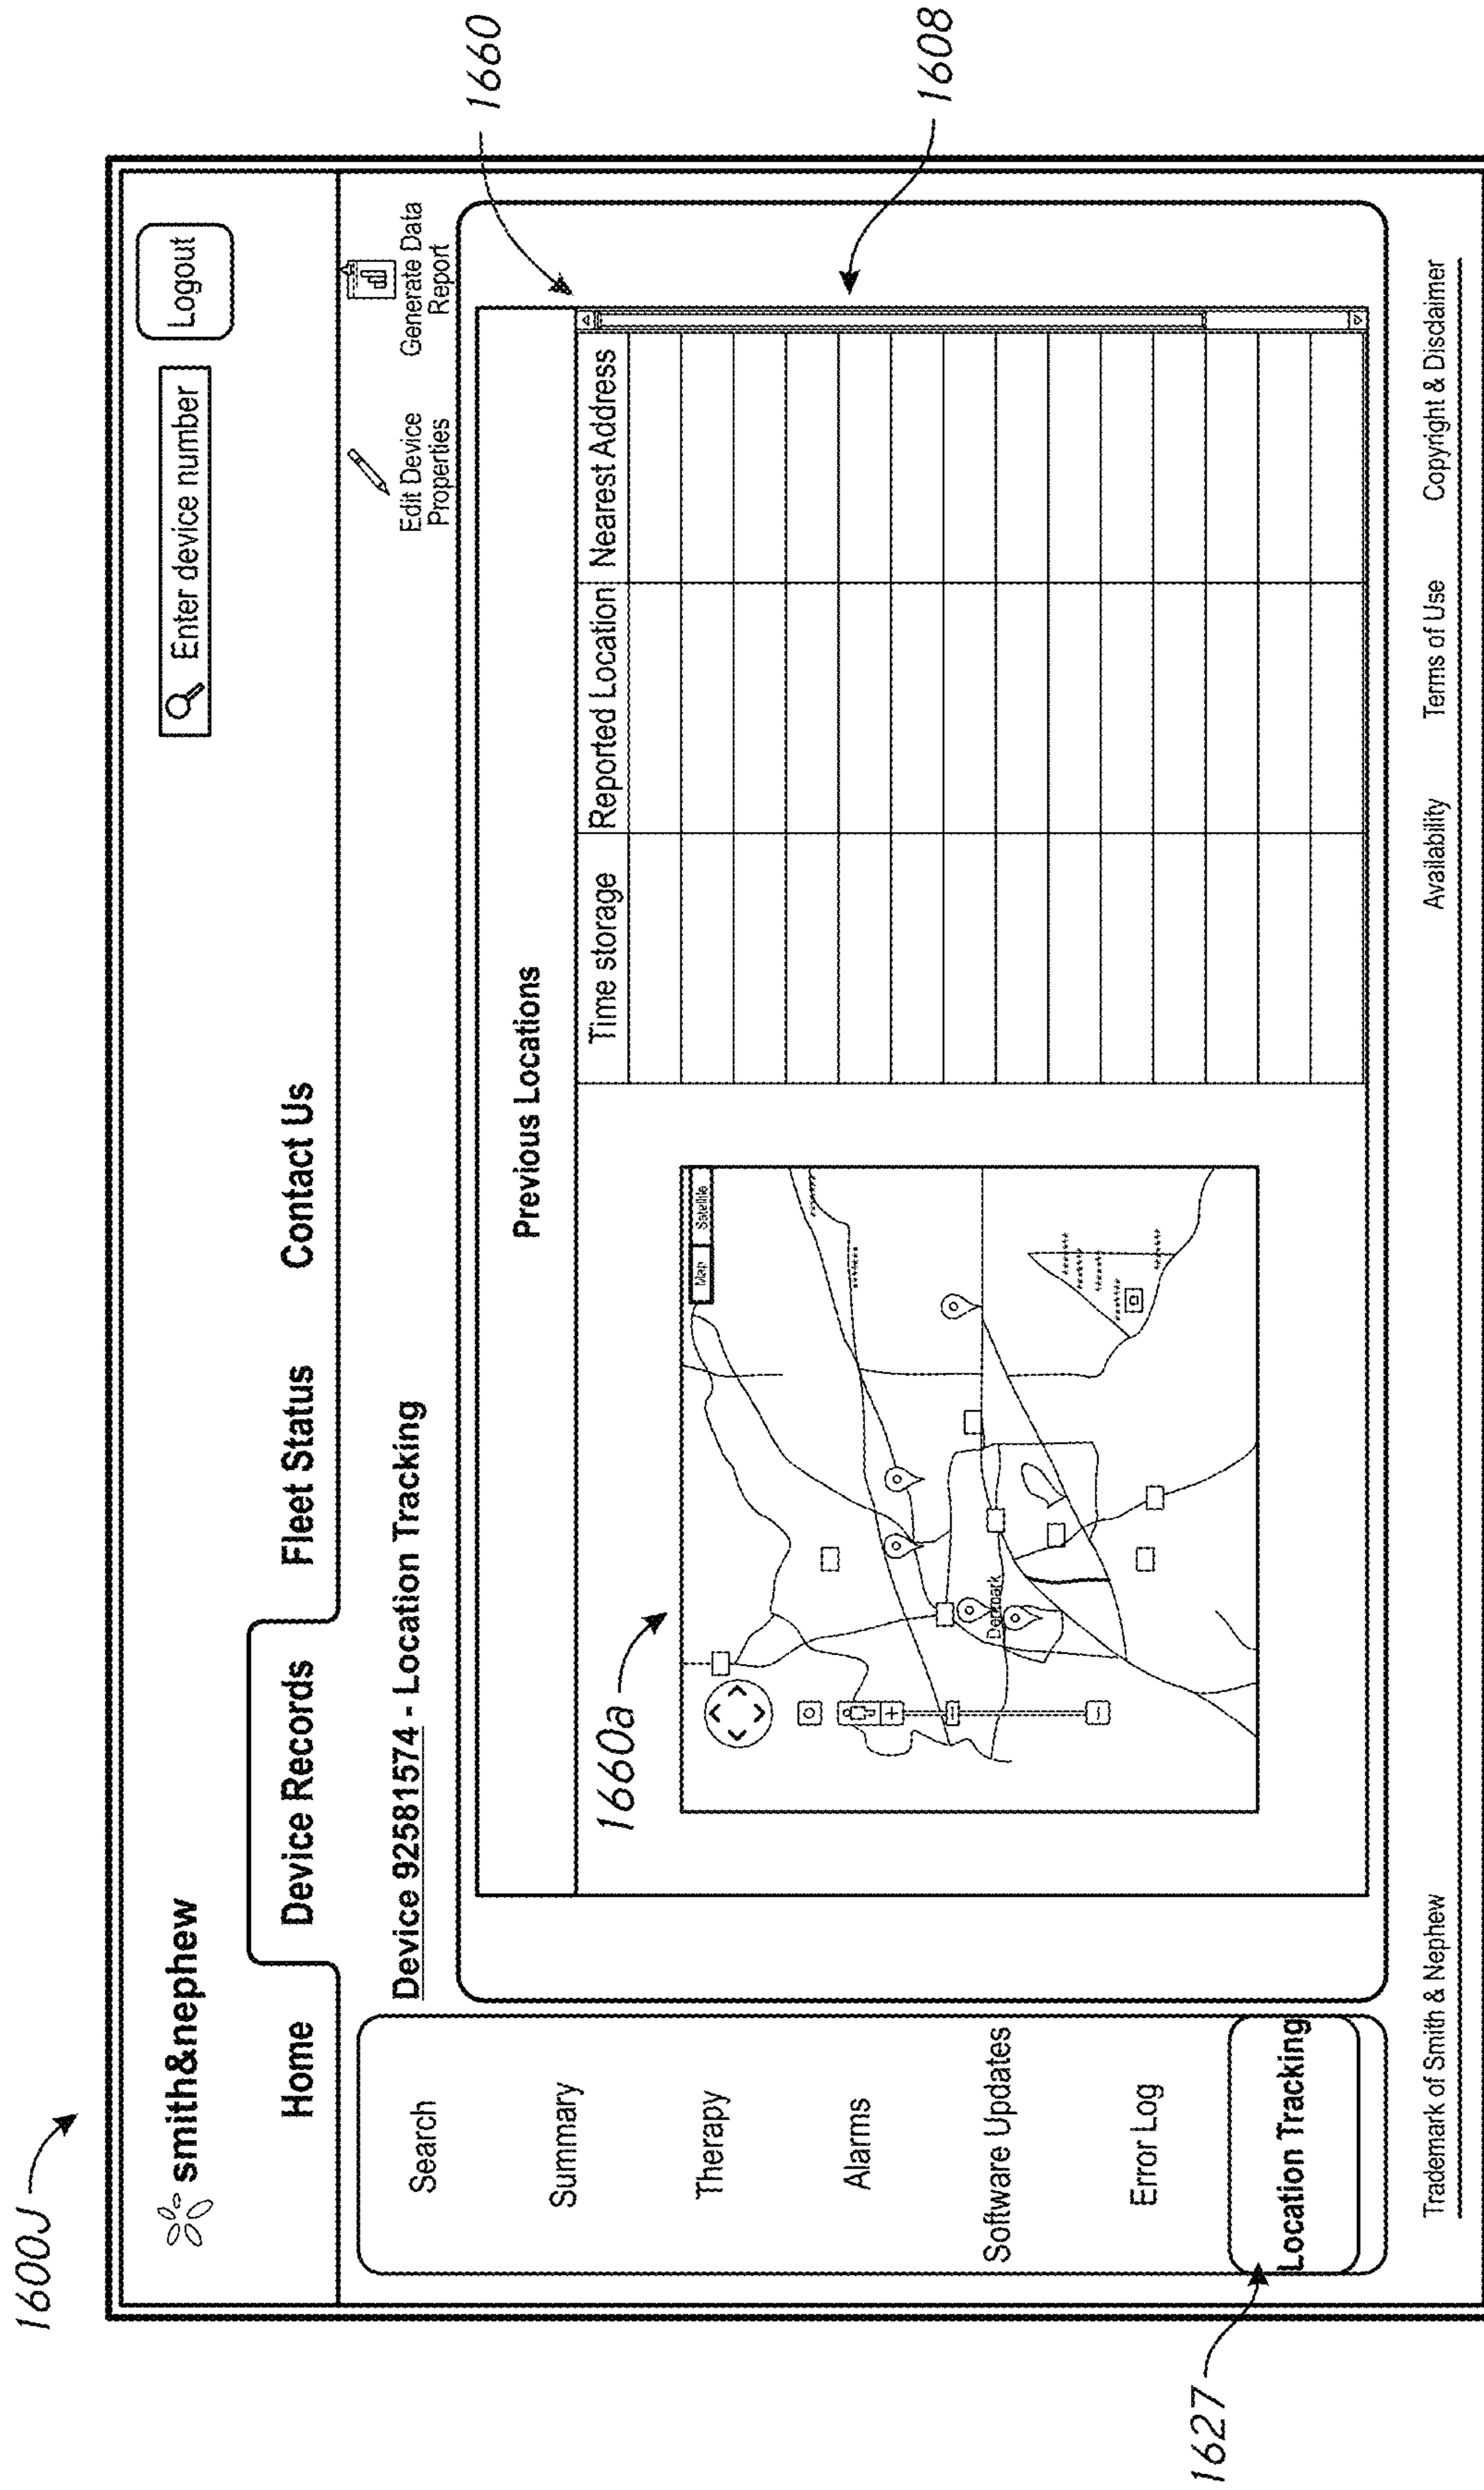 1600J
smith&nephew
Enter device number
Logout
Home
Device Records
Fleet Status
Contact Us
Device 92581574 - Location Tracking
Edit Device
Properties
Generate Data
Report
1660
Search
Summary
Therapy
Alarms
Software Updates
Error Log
Location Tracking
1627
Previous Locations
1660a
Map
Satellite
Denmark
Time storage
Reported Location
Nearest Address
1608
Trademark of Smith & Nephew
Availability
Terms of Use
Copyright & Disclaimer